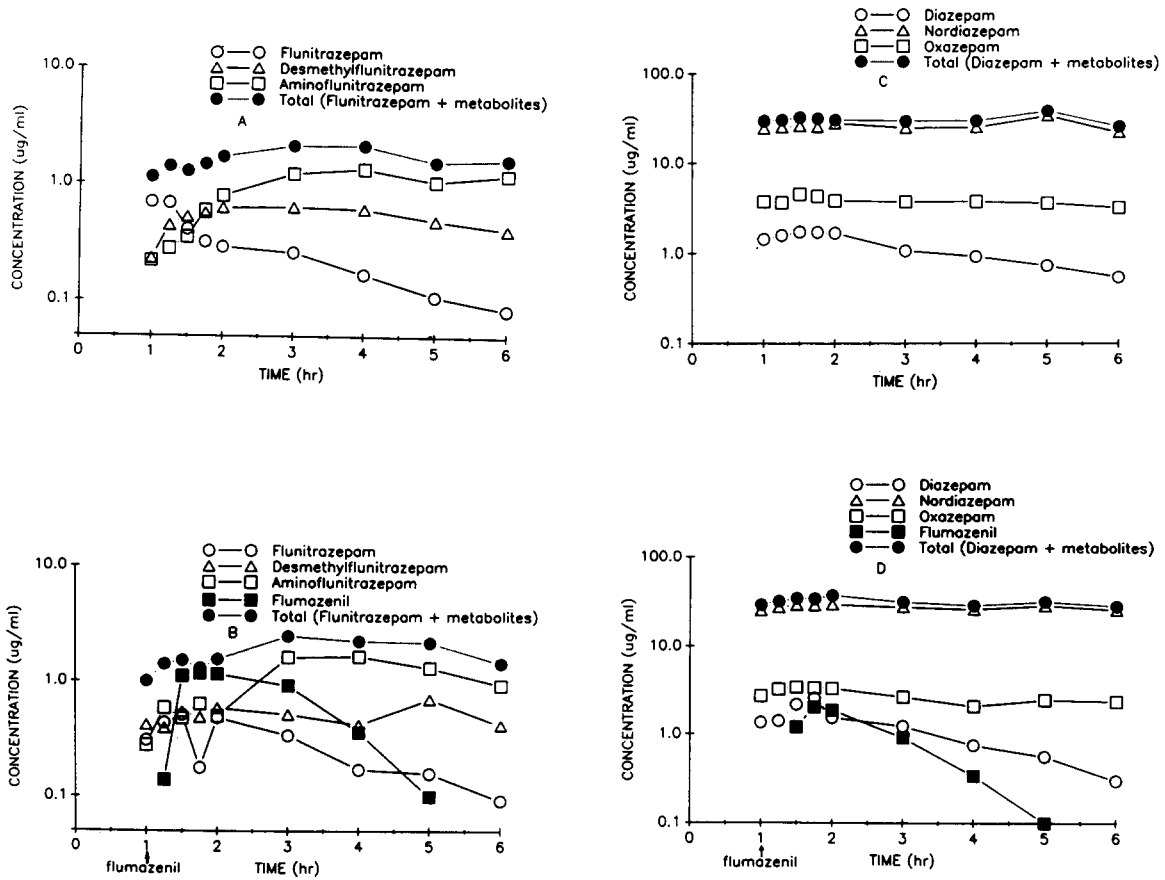 Flunitrazepam
Desmethylflunitrazepam
Aminoflunitrazepam
Total (Flunitrazepam + metabolites)
A
10.0
1.0
0.1
CONCENTRATION (ug/ml)
0 1 2 3 4 5 6
TIME (hr)
Diazepam
Nordiazepam
Oxazepam
Total (Diazepam + metabolites)
C
100.0
10.0
1.0
0.1
CONCENTRATION (ug/ml)
0 1 2 3 4 5 6
TIME (hr)
Flunitrazepam
Desmethylflunitrazepam
Aminoflunitrazepam
Flumazenil
Total (Flunitrazepam + metabolites)
B
10.0
1.0
0.1
CONCENTRATION (ug/ml)
0 1 2 3 4 5 6
flumazenil
TIME (hr)
Diazepam
Nordiazepam
Oxazepam
Flumazenil
Total (Diazepam + metabolites)
D
100.0
10.0
1.0
0.1
CONCENTRATION (ug/ml)
0 1 2 3 4 5 6
flumazenil
TIME (hr)